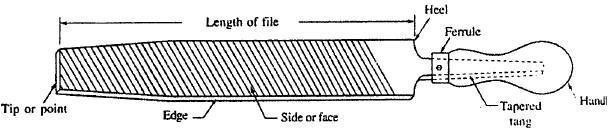 Heel
Length of file
Ferrule
Tip or point
Edge
Side or face
Tapered
tang
Handl